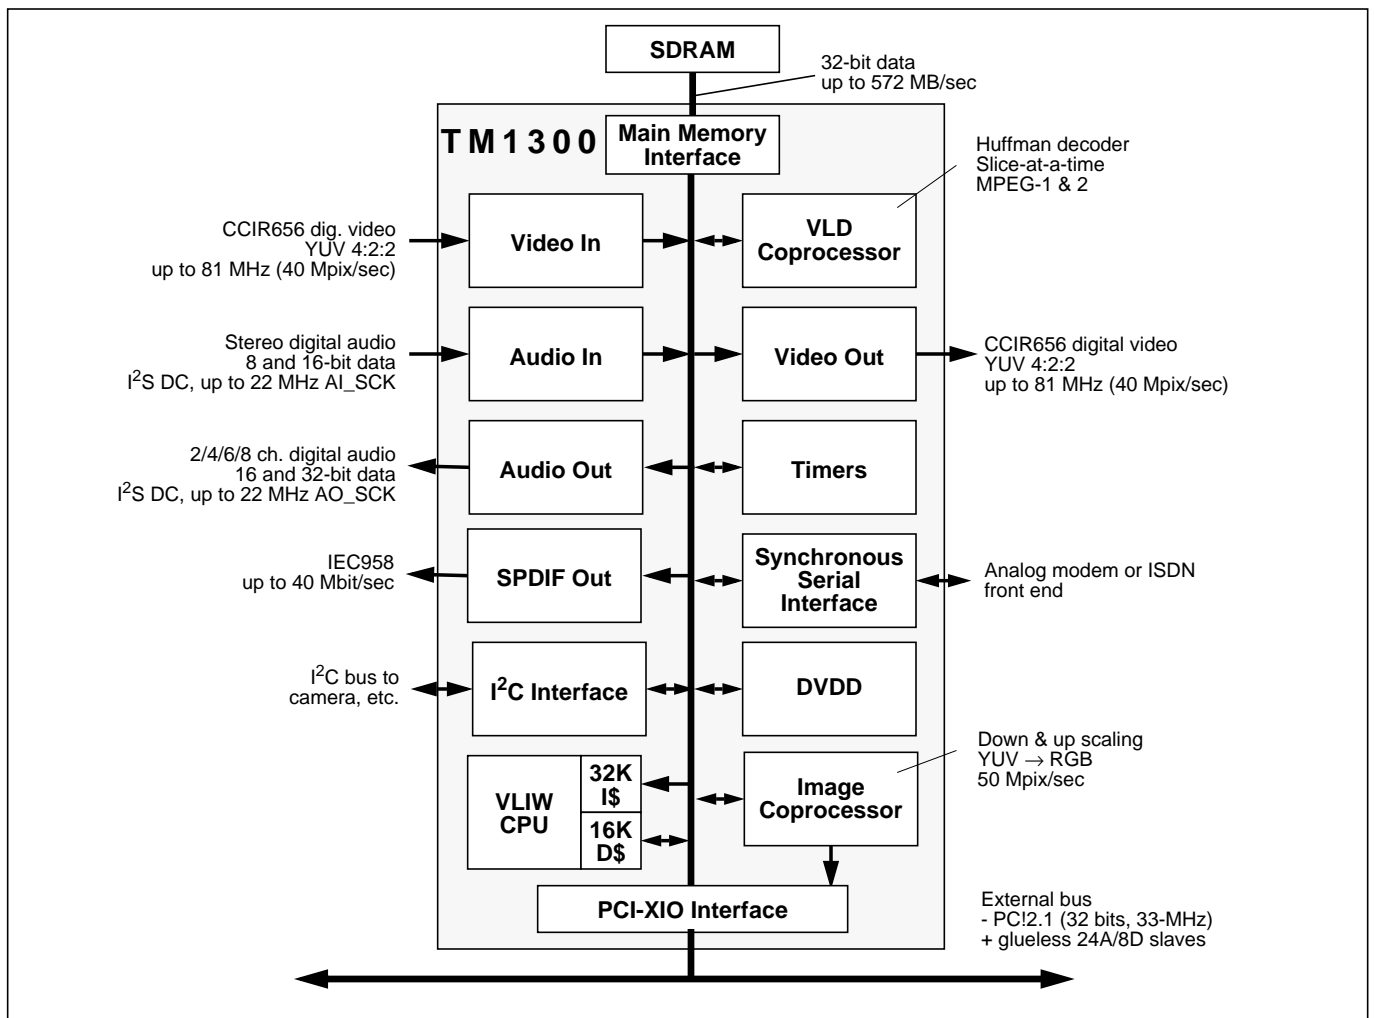 SDRAM
32-bit data
up to 572 MB/sec
TM1300
Main Memory
Interface
Huffman decoder
Slice-at-a-time
MPEG-1 & 2
CCIR656 dig. video
YUV 4:2:2
up to 81 MHz (40 Mpix/sec)
Video In
VLD
Coprocessor
Stereo digital audio
8 and 16-bit data
I²S DC, up to 22 MHz AI_SCK
Audio In
Video Out
CCIR656 digital video
YUV 4:2:2
up to 81 MHz (40 Mpix/sec)
2/4/6/8 ch. digital audio
16 and 32-bit data
I²S DC, up to 22 MHz AO_SCK
Audio Out
Timers
IEC958
up to 40 Mbit/sec
SPDIF Out
Synchronous
Serial
Interface
Analog modem or ISDN
front end
I²C bus to
camera, etc.
I²C Interface
DVDD
Down & up scaling
YUV → RGB
50 Mpix/sec
VLIW
CPU
32K
I$
16K
D$
Image
Coprocessor
PCI-XIO Interface
External bus
- PC!2.1 (32 bits, 33-MHz)
+ glueless 24A/8D slaves